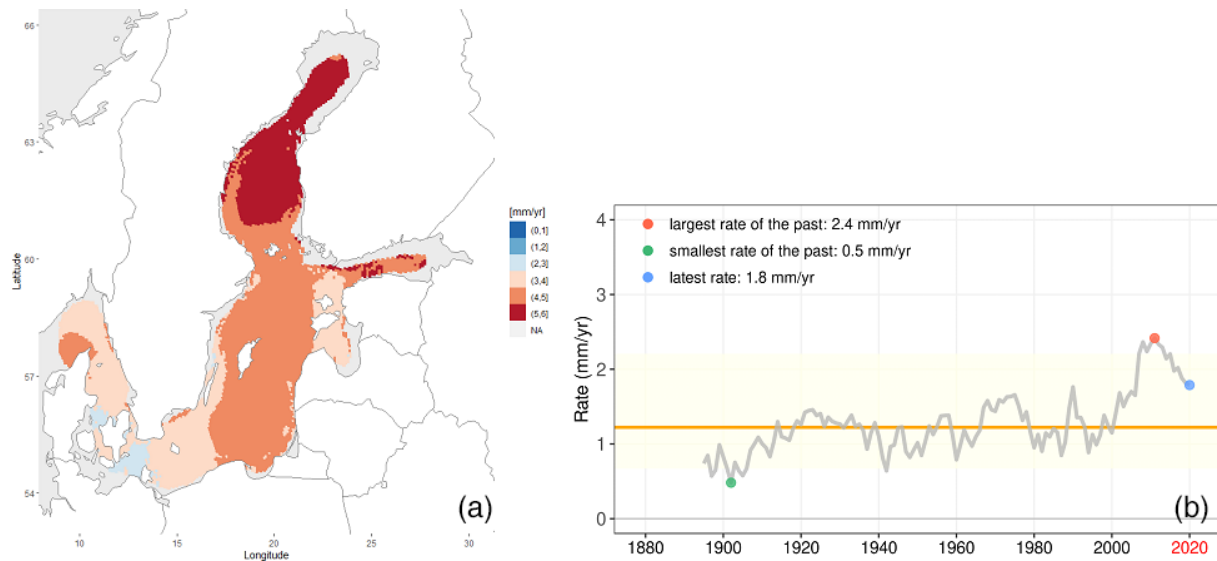 66
63
60
57
54
Latitude
10
15
20
25
30
Longitude
[mm/yr]
(0,1]
(1,2]
(2,3]
(3,4]
(4,5]
(5,6]
NA
(a)
4
3
2
1
0
Rate (mm/yr)
largest rate of the past: 2.4 mm/yr
smallest rate of the past: 0.5 mm/yr
latest rate: 1.8 mm/yr
1880
1900
1920
1940
1960
1980
2000
2020
(b)